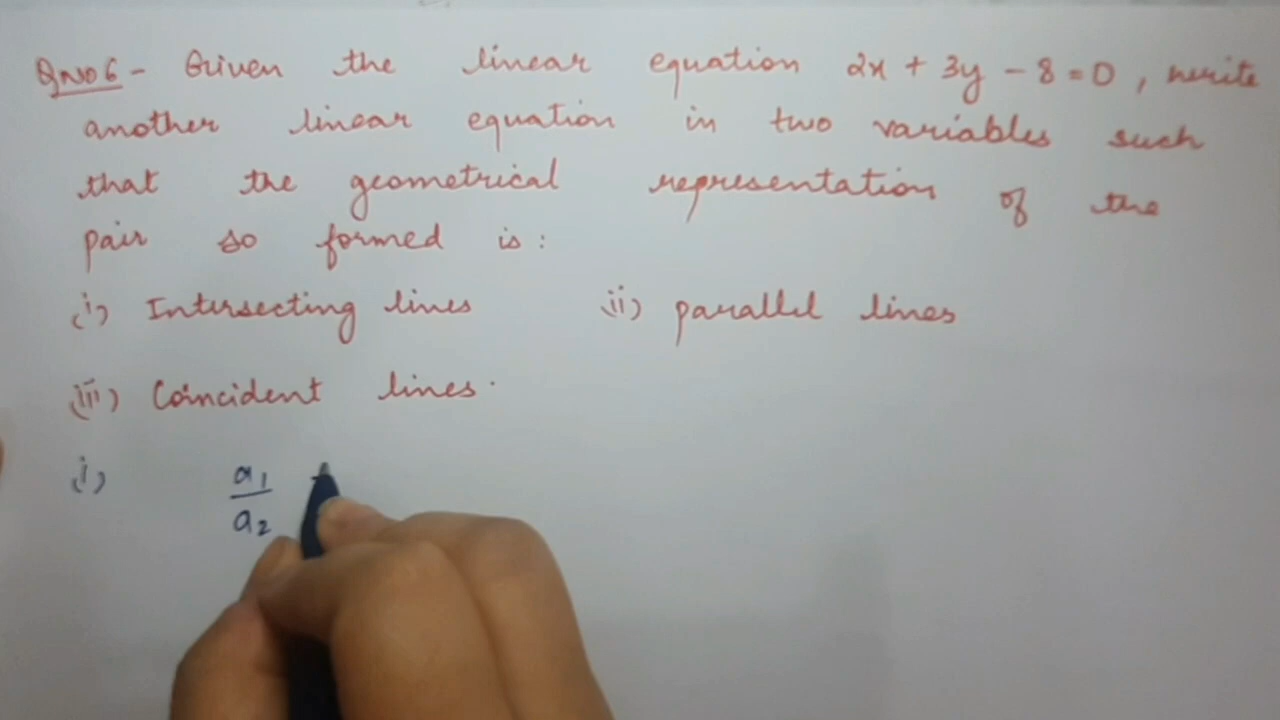 QNO6 - Given the linear equation 2x + 3y - 8 = 0, write
another linear equation in two variables such
that the geometrical representation of the
pair so formed is :
(i) Intersecting lines (ii) parallel lines
(iii) Coincident lines.
(i) a₁/a₂